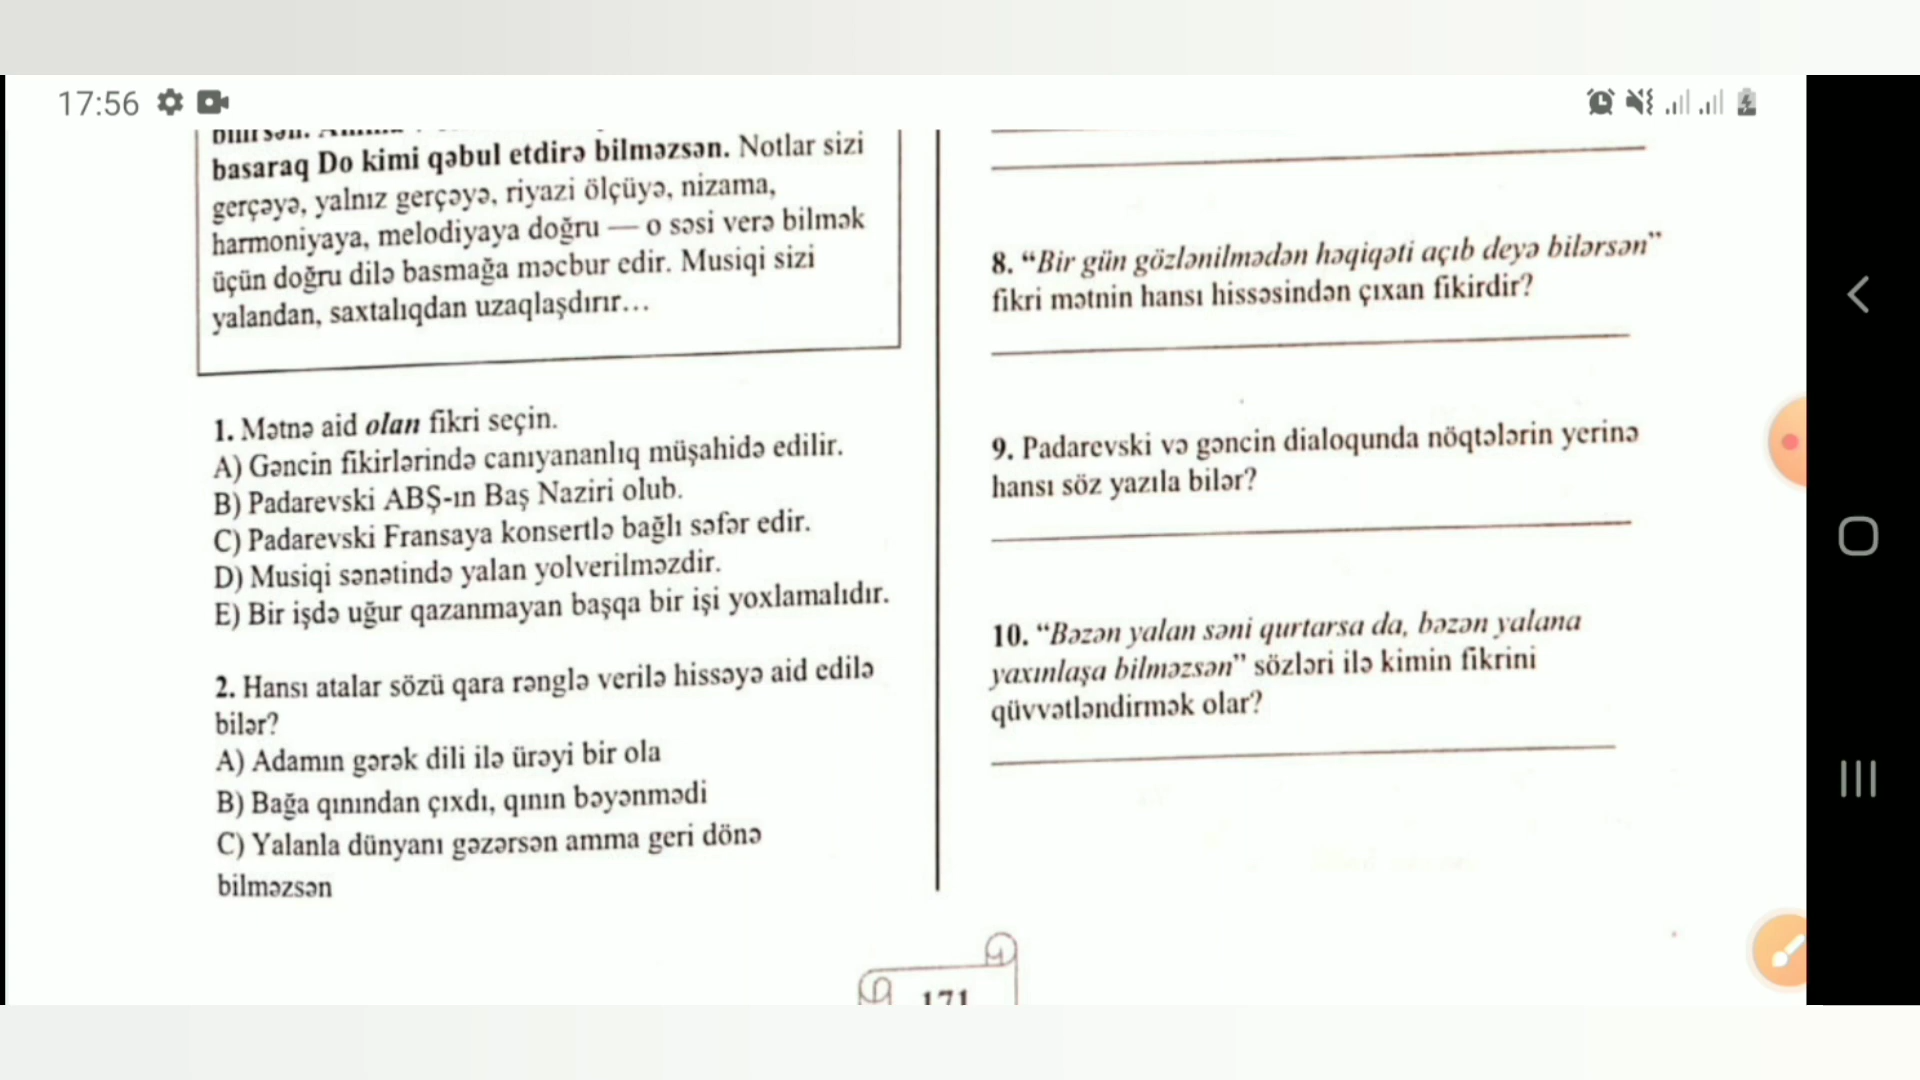 17:56
basaraq Do kimi qəbul etdirə bilməzsən. Notlar sizi
gerçəyə, yalnız gerçəyə, riyazi ölçüyə, nizama,
harmoniyaya, melodiyaya doğru — o səsi verə bilmək
üçün doğru dilə basmağa məcbur edir. Musiqi sizi
yalandan, saxtalıqdan uzaqlaşdırır...
1. Mətnə aid olan fikri seçin.
A) Gəncin fikirlərində canıyananlıq müşahidə edilir.
B) Padarevski ABŞ-ın Baş Naziri olub.
C) Padarevski Fransaya konsertlə bağlı səfər edir.
D) Musiqi sənətində yalan yolverilməzdir.
E) Bir işdə uğur qazanmayan başqa bir işi yoxlamalıdır.
2. Hansı atalar sözü qara rənglə verilə hissəyə aid edilə
bilər?
A) Adamın gərək dili ilə ürəyi bir ola
B) Bağa qınından çıxdı, qının bəyənmədi
C) Yalanla dünyanı gəzərsən amma geri dönə
bilməzsən
8. “Bir gün gözlənilmədən həqiqəti açıb deyə bilərsən”
fikri mətnin hansı hissəsindən çıxan fikirdir?
9. Padarevski və gəncin dialoqunda nöqtələrin yerinə
hansı söz yazıla bilər?
10. “Bəzən yalan səni qurtarsa da, bəzən yalana
yaxınlaşa bilməzsən” sözləri ilə kimin fikrini
qüvvətləndirmək olar?
171